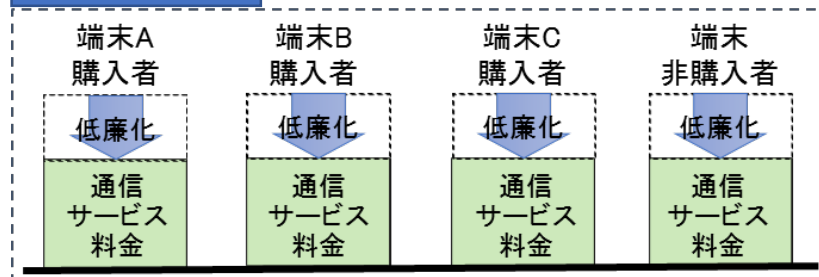 端末A
購入者
端末B
購入者
端末C
購入者
端末
非購入者
低廉化
低廉化
低廉化
低廉化
通信
サービス
料金
通信
サービス
料金
通信
サービス
料金
通信
サービス
料金